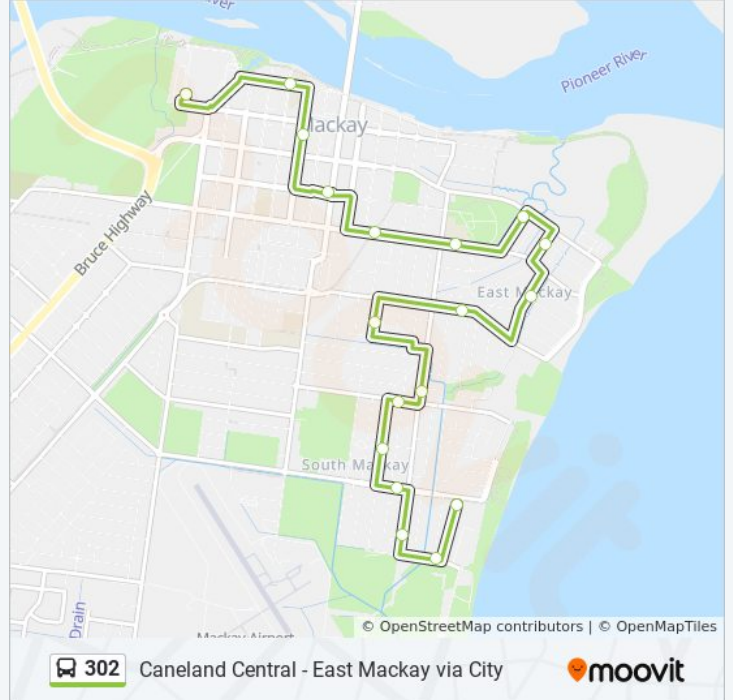 ver
Pioneer River
Mackay
Bruce Highway
East Mackay
South Mackay
Drain
Mackay Airport
© OpenStreetMap contributors | © OpenMapTiles
302 Caneland Central - East Mackay via City
moovit